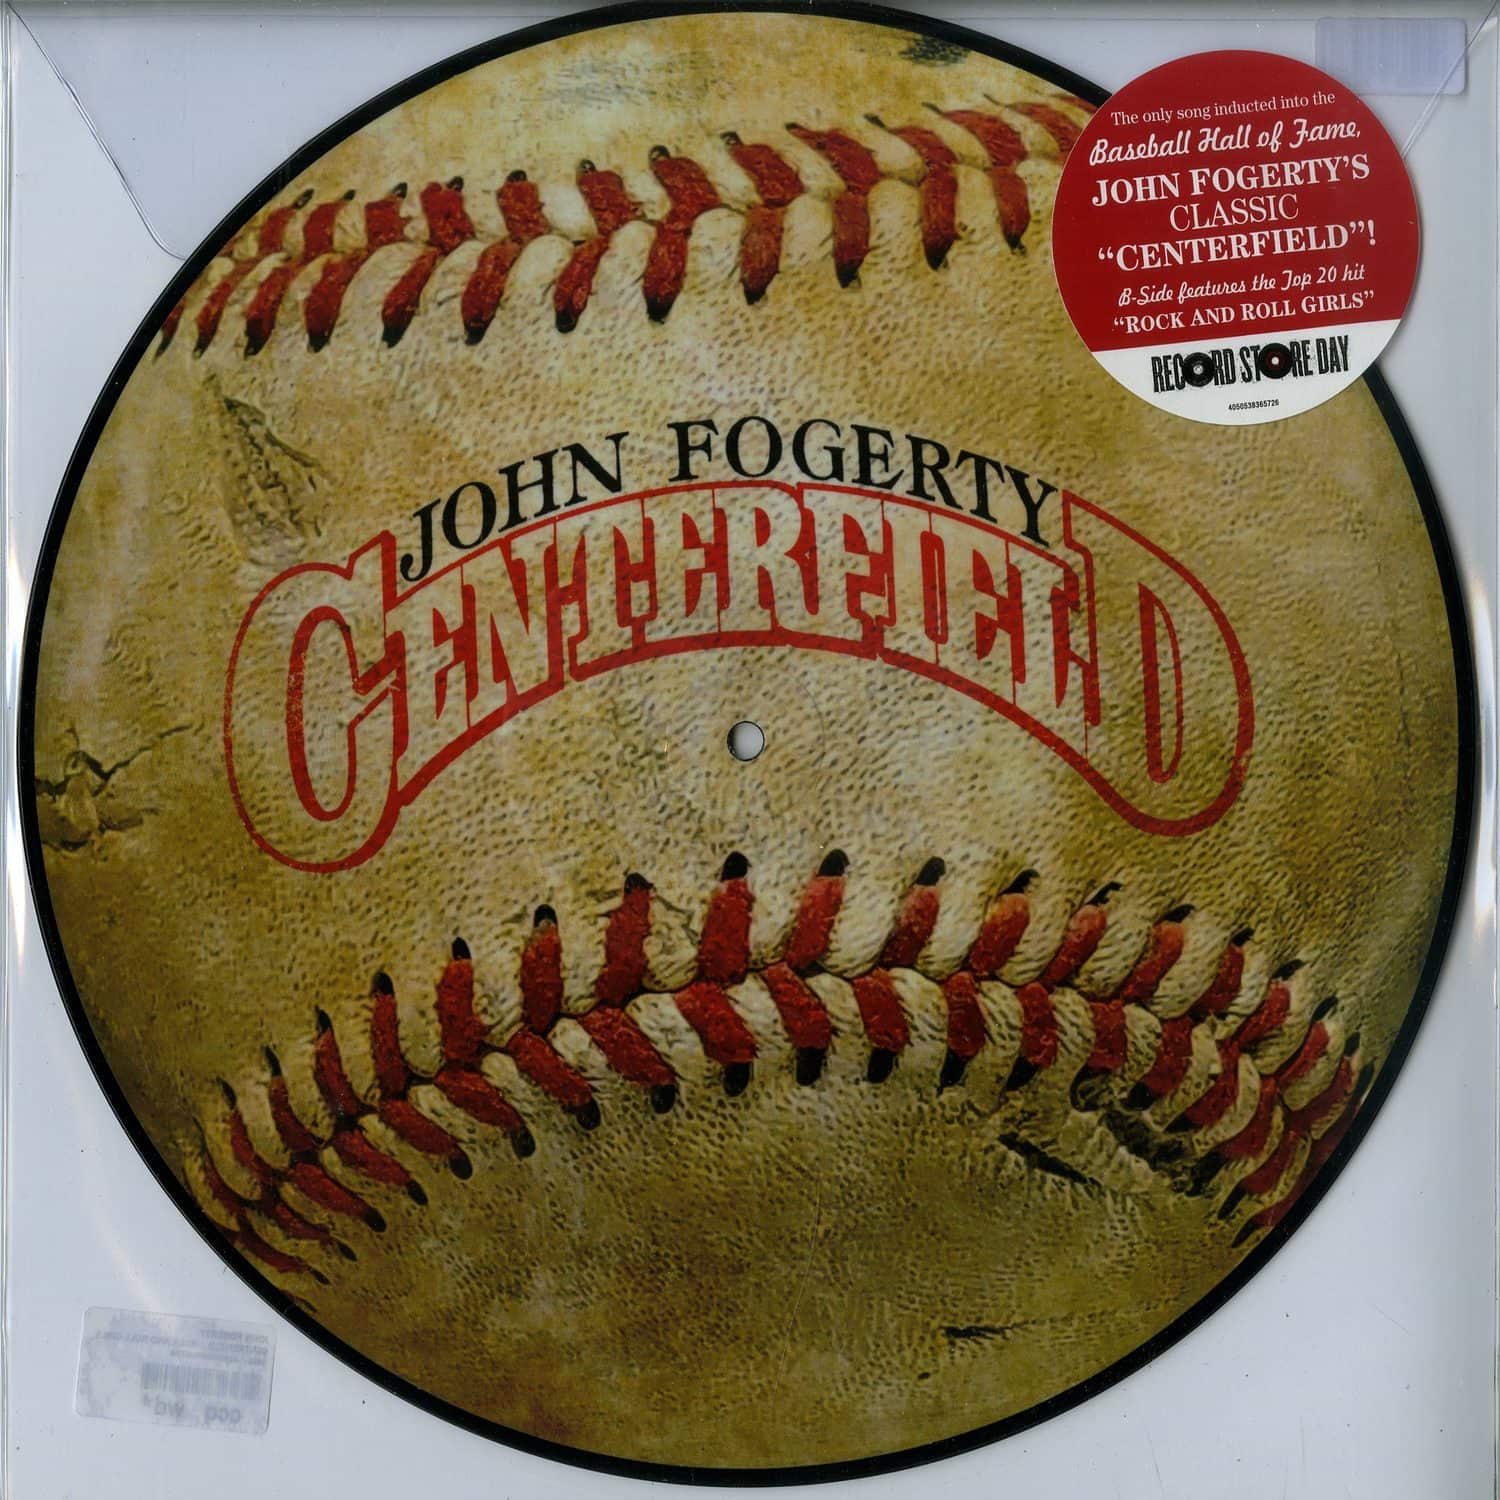 The only song inducted into the
Baseball Hall of Fame,
JOHN FOGERTY'S
CLASSIC
“CENTERFIELD”!
B-Side features the Top 20 hit
“ROCK AND ROLL GIRLS”
RECORD STORE DAY
4050538365726
JOHN FOGERTY
CENTERFIELD